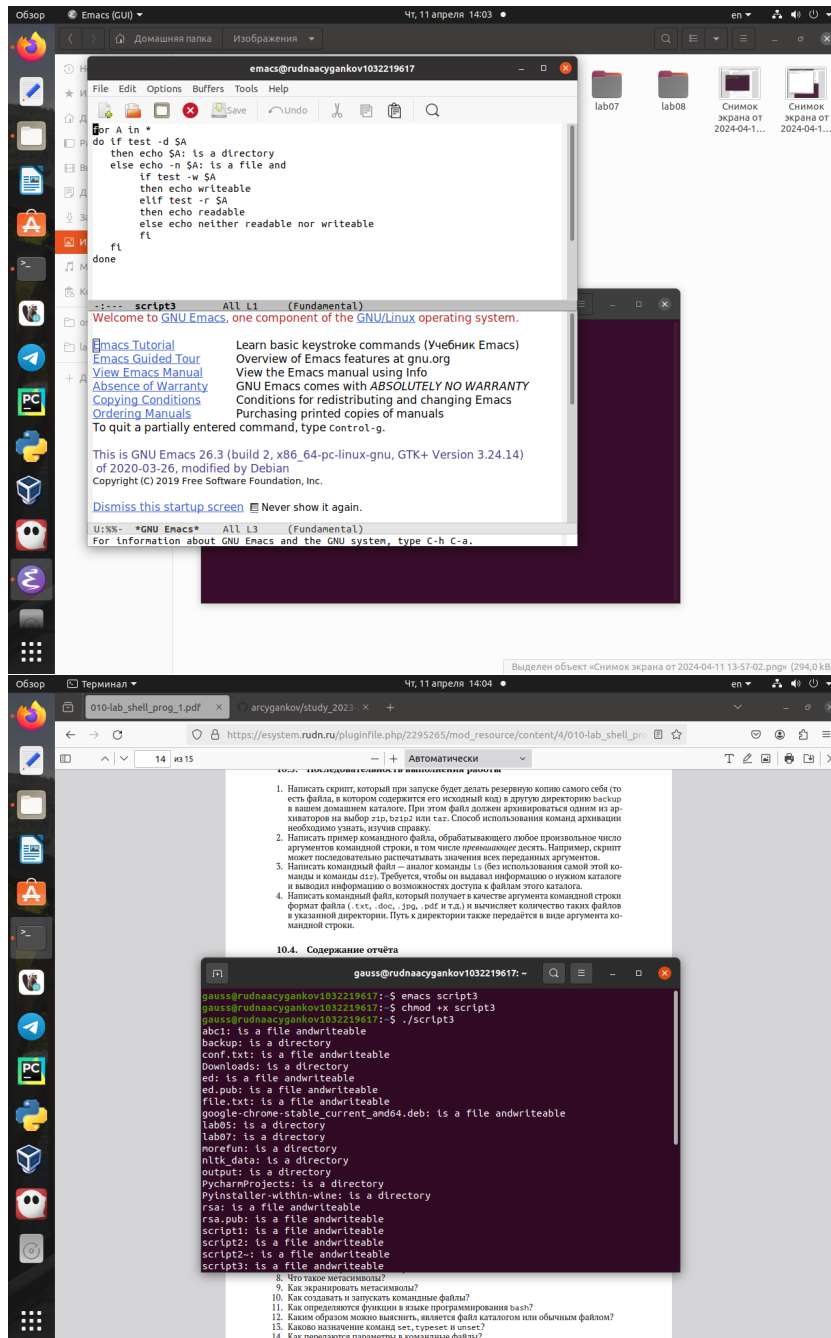 Обзор Emacs (GUI) Чт, 11 апреля 14:03 en
Домашняя папка Изображения
emacs@rudnaacygankov1032219617
File Edit Options Buffers Tools Help
Save Undo
for A in *
do if test -d $A
then echo $A: is a directory
else echo -n $A: is a file and
if test -w $A
then echo writeable
elif test -r $A
then echo readable
else echo neither readable nor writeable
fi
fi
done
-:--- script3 All L1 (Fundamental)
Welcome to GNU Emacs, one component of the GNU/Linux operating system.
Emacs Tutorial Learn basic keystroke commands (Учебник Emacs)
Emacs Guided Tour Overview of Emacs features at gnu.org
View Emacs Manual View the Emacs manual using Info
Absence of Warranty GNU Emacs comes with ABSOLUTELY NO WARRANTY
Copying Conditions Conditions for redistributing and changing Emacs
Ordering Manuals Purchasing printed copies of manuals
To quit a partially entered command, type Control-g.
This is GNU Emacs 26.3 (build 2, x86_64-pc-linux-gnu, GTK+ Version 3.24.14)
of 2020-03-26, modified by Debian
Copyright (C) 2019 Free Software Foundation, Inc.
Dismiss this startup screen Never show it again.
U:%%- *GNU Emacs* All L3 (Fundamental)
For information about GNU Emacs and the GNU system, type C-h C-a.
lab07 lab08 Снимок Снимок
экрана от экрана от
2024-04-1... 2024-04-1...
Выделен объект «Снимок экрана от 2024-04-11 13-57-02.png» (294,0 kB
Обзор Терминал Чт, 11 апреля 14:04 en
010-lab_shell_prog_1.pdf × arcygankov/study_2023- × +
https://esystem.rudn.ru/pluginfile.php/2295265/mod_resource/content/4/010-lab_shell_pro
14 из 15 — + Автоматически
10.3. Последовательность выполнения работы
1. Написать скрипт, который при запуске будет делать резервную копию самого себя (то
есть файла, в котором содержится его исходный код) в другую директорию backup
в вашем домашнем каталоге. При этом файл должен архивироваться одним из ар-
хиваторов на выбор zip, bzip2 или tar. Способ использования команд архивации
необходимо узнать, изучив справку.
2. Написать пример командного файла, обрабатывающего любое произвольное число
аргументов командной строки, в том числе превышающее десять. Например, скрипт
может последовательно распечатывать значения всех переданных аргументов.
3. Написать командный файл — аналог команды ls (без использования самой этой ко-
манды и команды dir). Требуется, чтобы он выдавал информацию о нужном каталоге
и выводил информацию о возможностях доступа к файлам этого каталога.
4. Написать командный файл, который получает в качестве аргумента командной строки
формат файла (.txt, .doc, .jpg, .pdf и т.д.) и вычисляет количество таких файлов
в указанной директории. Путь к директории также передаётся в виде аргумента ко-
мандной строки.
10.4. Содержание отчёта
gauss@rudnaacygankov1032219617: ~
gauss@rudnaacygankov1032219617:~$ emacs script3
gauss@rudnaacygankov1032219617:~$ chmod +x script3
gauss@rudnaacygankov1032219617:~$ ./script3
abc1: is a file andwriteable
backup: is a directory
conf.txt: is a file andwriteable
Downloads: is a directory
ed: is a file andwriteable
ed.pub: is a file andwriteable
file.txt: is a file andwriteable
google-chrome-stable_current_amd64.deb: is a file andwriteable
lab05: is a directory
lab07: is a directory
morefun: is a directory
nltk_data: is a directory
output: is a directory
PycharmProjects: is a directory
Pyinstaller-within-wine: is a directory
rsa: is a file andwriteable
rsa.pub: is a file andwriteable
script1: is a file andwriteable
script2: is a file andwriteable
script2~: is a file andwriteable
script3: is a file andwriteable
8. Что такое метасимволы?
9. Как экранировать метасимволы?
10. Как создавать и запускать командные файлы?
11. Как определяются функции в языке программирования bash?
12. Каким образом можно выяснить, является файл каталогом или обычным файлом?
13. Каково назначение команд set, typeset и unset?
14. Как передаются параметры в командные файлы?